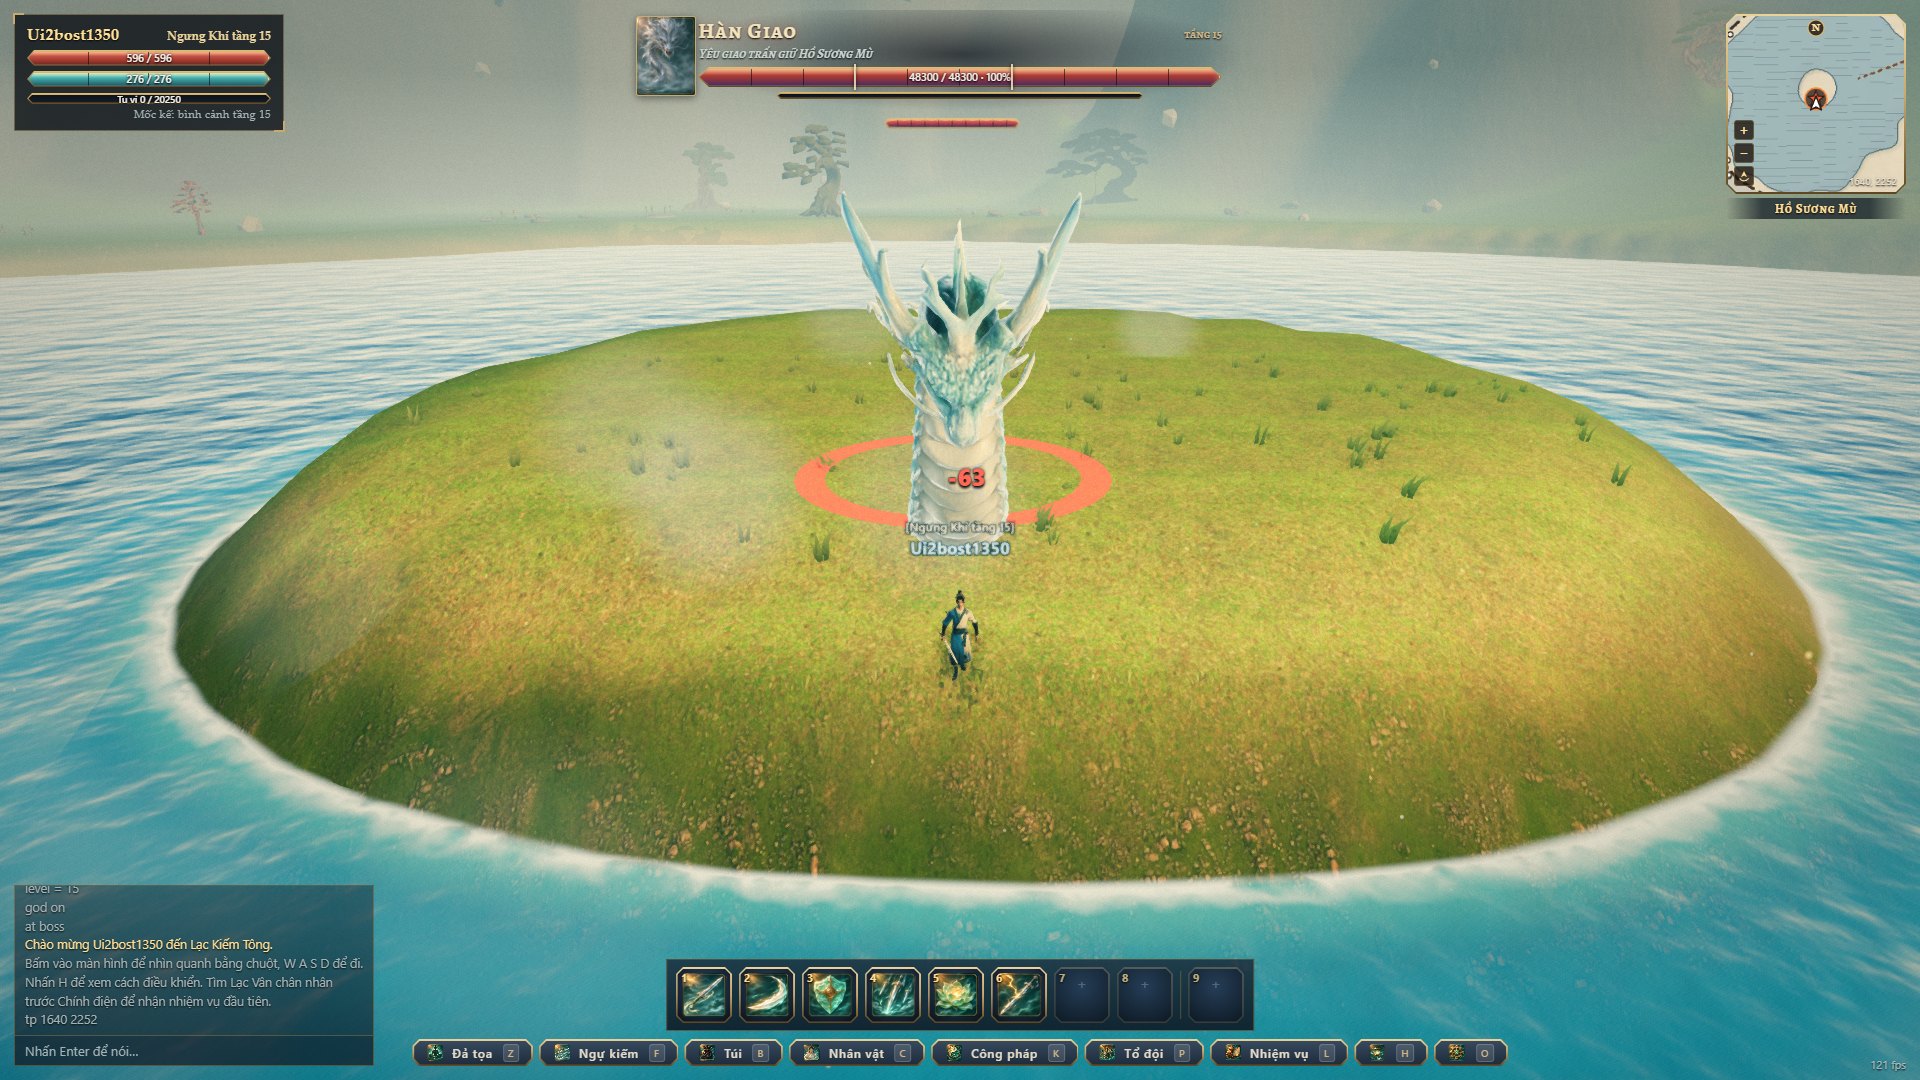 Ui2bost1350
Ngưng Khí tầng 15
596 / 596
276 / 276
Tu vi 0 / 20250
Mốc kế: bình cảnh tầng 15
Hàn Giao
TẦNG 15
Yêu giao trấn giữ Hồ Sương Mù
48300 / 48300 · 100%
N
+
−
1640, 2252
Hồ Sương Mù
-63
[Ngưng Khí tầng 15]
Ui2bost1350
level = 15
god on
at boss
Chào mừng Ui2bost1350 đến Lạc Kiếm Tông.
Bấm vào màn hình để nhìn quanh bằng chuột, W A S D để đi.
Nhấn H để xem cách điều khiển. Tìm Lạc Vân chân nhân
trước Chính điện để nhận nhiệm vụ đầu tiên.
tp 1640 2252
Nhấn Enter để nói...
1 2 3 4 5 6 7 + 8 + 9 +
Đả tọa Z Ngự kiếm F Túi B Nhân vật C Công pháp K Tổ đội P Nhiệm vụ L H O
121 fps